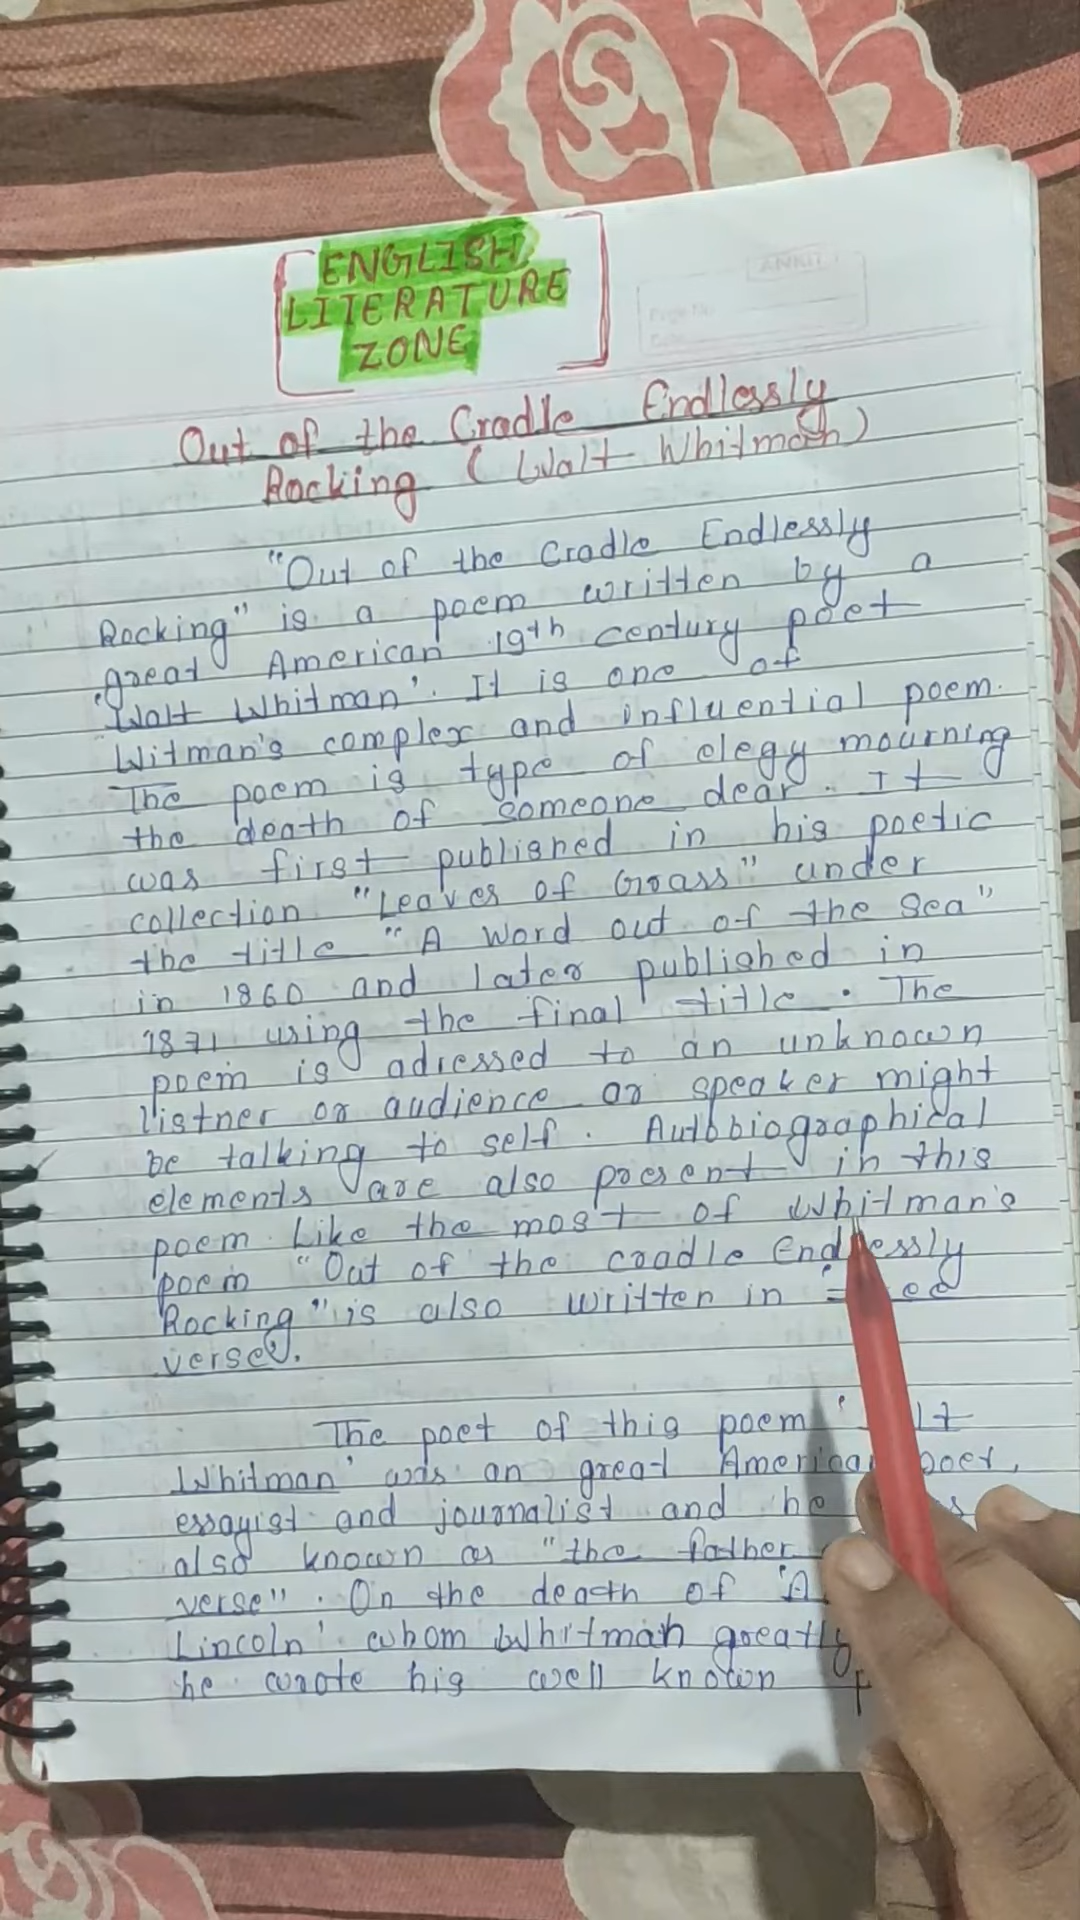 ENGLISH
LITERATURE
ZONE
ANKIT
Page No.
Out of the Cradle Endlessly
Rocking (Walt Whitman)
"Out of the Cradle Endlessly
Rocking" is a poem written by a
great American 19th century poet
'Walt Whitman'. It is one of
Witman's complex and influential poem.
The poem is type of elegy mourning
the death of someone dear. It
was first published in his poetic
collection "Leaves of Grass" under
the title "A Word out of the Sea"
in 1860 and later published in
1871 using the final title. The
poem is adressed to an unknown
listner or audience or speaker might
be talking to self. Autobiographical
elements are also present in this
poem. Like the most of Whitman's
poem "Out of the cradle Endlessly
Rocking" is also written in
verse.
The poet of this poem
Whitman' was an great American poet,
essayist and journalist and he
also known as "the father
verse". On the death of 'A
Lincoln' whom Whitman greatly
he wrote his well known